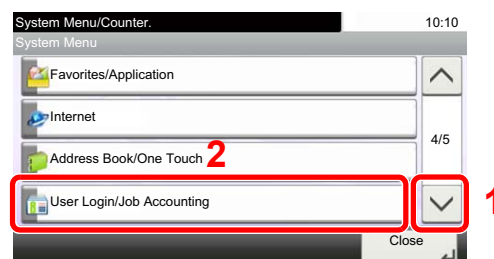 System Menu/Counter. 10:10
System Menu
Favorites/Application
Internet
4/5
Address Book/One Touch 2
User Login/Job Accounting 1
Close